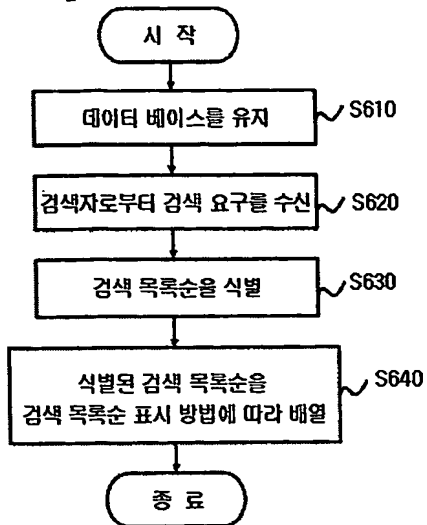 시 작
데이터 베이스를 유지
S610
검색자로부터 검색 요구를 수신
S620
검색 목록순을 식별
S630
식별된 검색 목록순을
검색 목록순 표시 방법에 따라 배열
S640
종 료